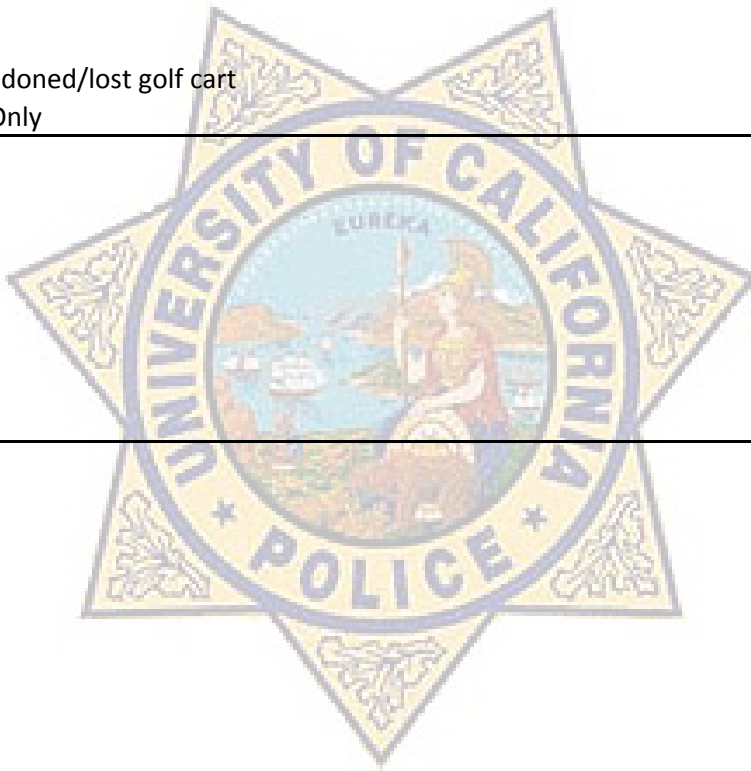 doned/lost golf cart
Only
UNIVERSITY OF CALIFORNIA
EUREKA
POLICE